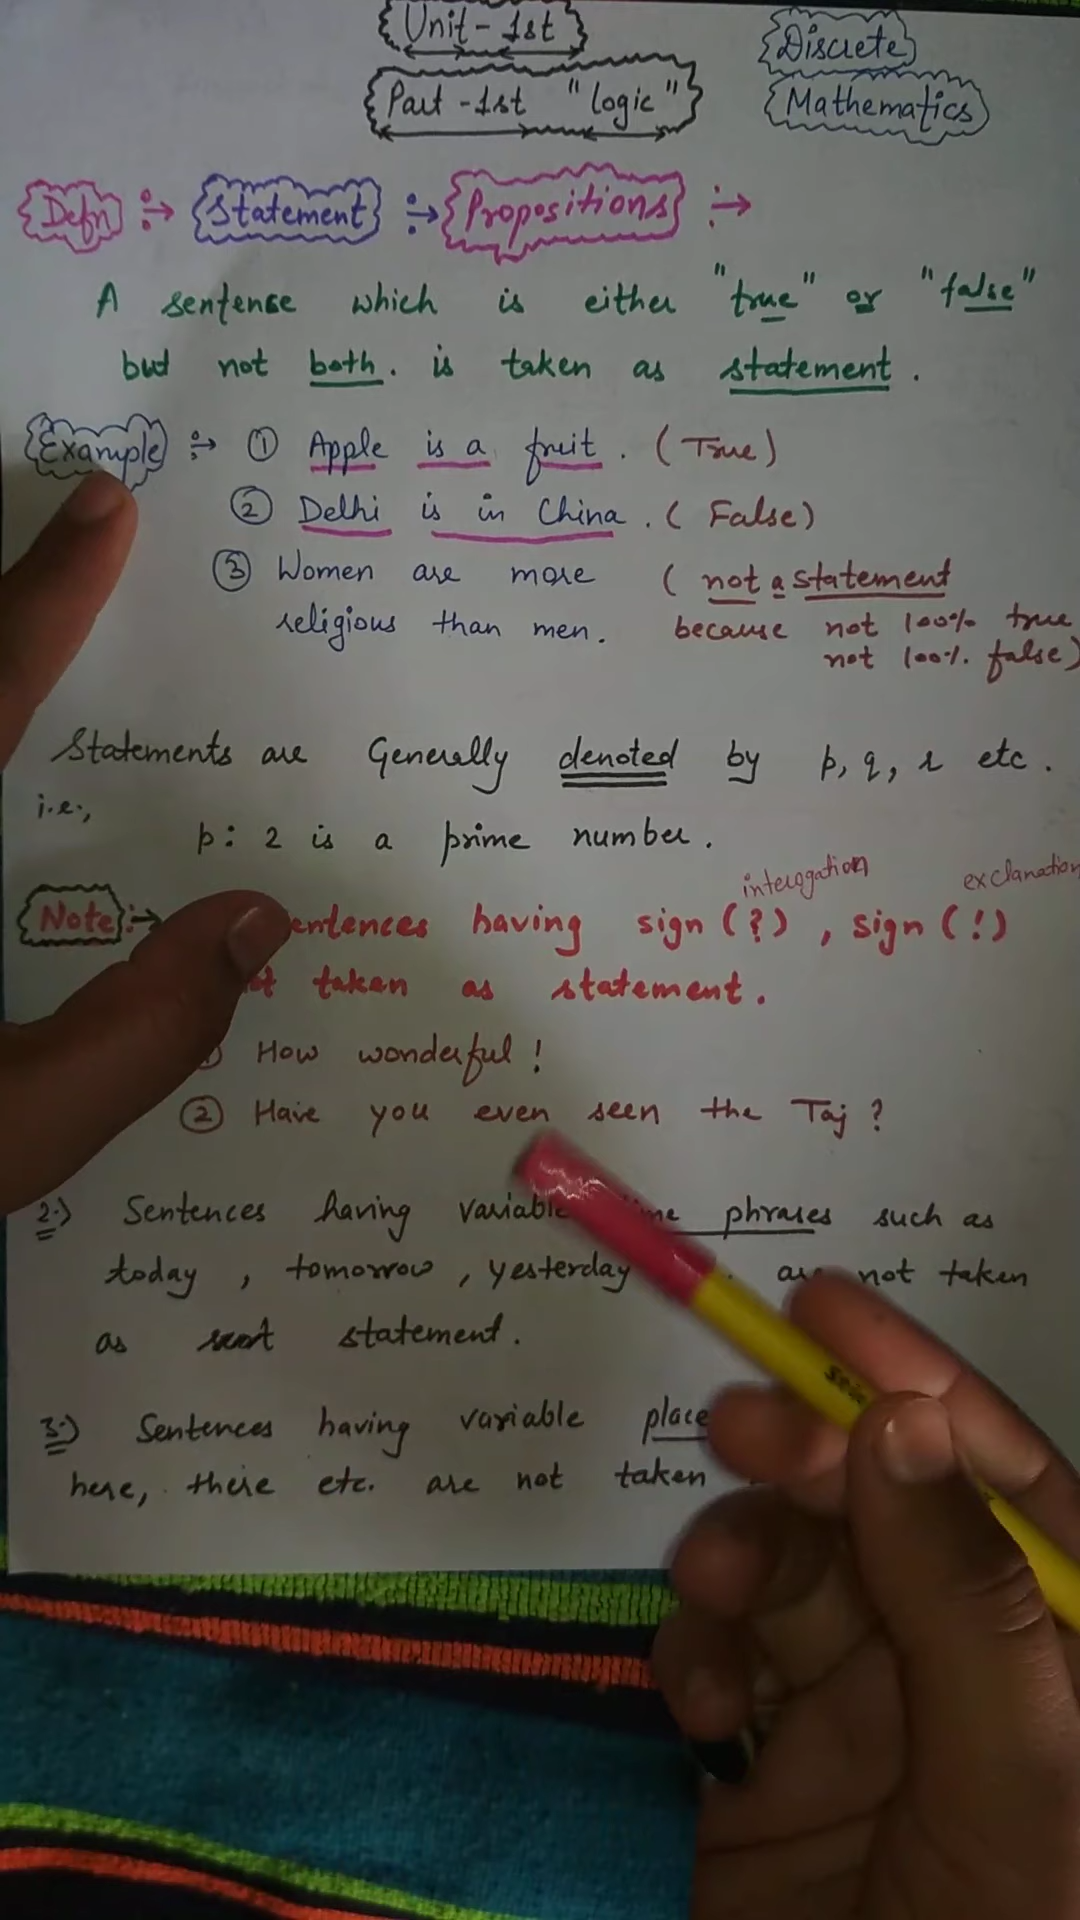 Unit-1st
Part-1st "logic"
Discrete
Mathematics
Defn :→ Statement :→ Propositions :→
A sentense which is either "true" or "false"
but not both. is taken as statement.
Example :→ ① Apple is a fruit. (True)
② Delhi is in China. (False)
③ Women are more (not a statement
religious than men. because not 100% true
not 100% false)
Statements are Generally denoted by p, q, r etc.
i.e.,
p: 2 is a prime number.
interogation exclanation
Note:→ entences having sign (?), sign (!)
taken as statement.
How wonderful!
② Have you even seen the Taj?
2.) Sentences having variable phrases such as
today, tomorrow, yesterday are not taken
as statement.
3.) Sentences having variable place
here, there etc. are not taken